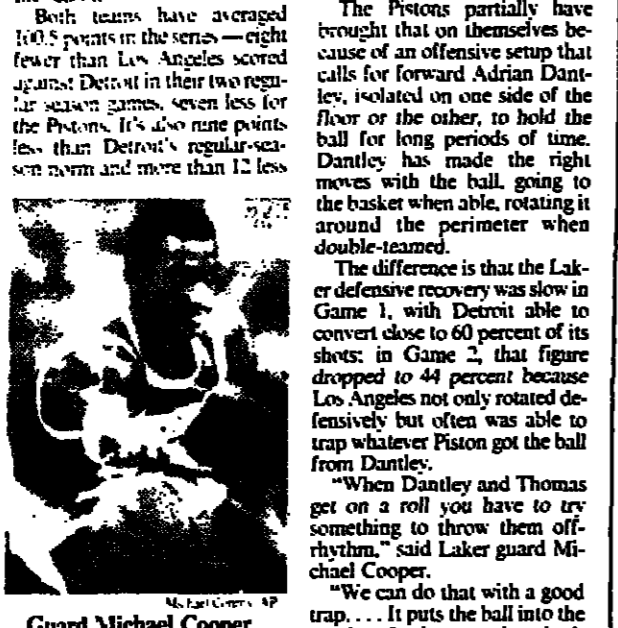 Both teams have averaged
100.5 points in the series — eight
fewer than Los Angeles scored
against Detroit in their two regu-
lar season games, seven less for
the Pistons. It's also nine points
less than Detroit's regular-sea-
son norm and more than 12 less
Guard Michael Cooper
The Pistons partially have
brought that on themselves be-
cause of an offensive setup that
calls for forward Adrian Dant-
ley, isolated on one side of the
floor or the other, to hold the
ball for long periods of time.
Dantley has made the right
moves with the ball, going to
the basket when able, rotating it
around the perimeter when
double-teamed.
The difference is that the Lak-
er defensive recovery was slow in
Game 1, with Detroit able to
convert close to 60 percent of its
shots; in Game 2, that figure
dropped to 44 percent because
Los Angeles not only rotated de-
fensively but often was able to
trap whatever Piston got the ball
from Dantley.
"When Dantley and Thomas
get on a roll you have to try
something to throw them off-
rhythm," said Laker guard Mi-
chael Cooper.
"We can do that with a good
trap. . . . It puts the ball into the